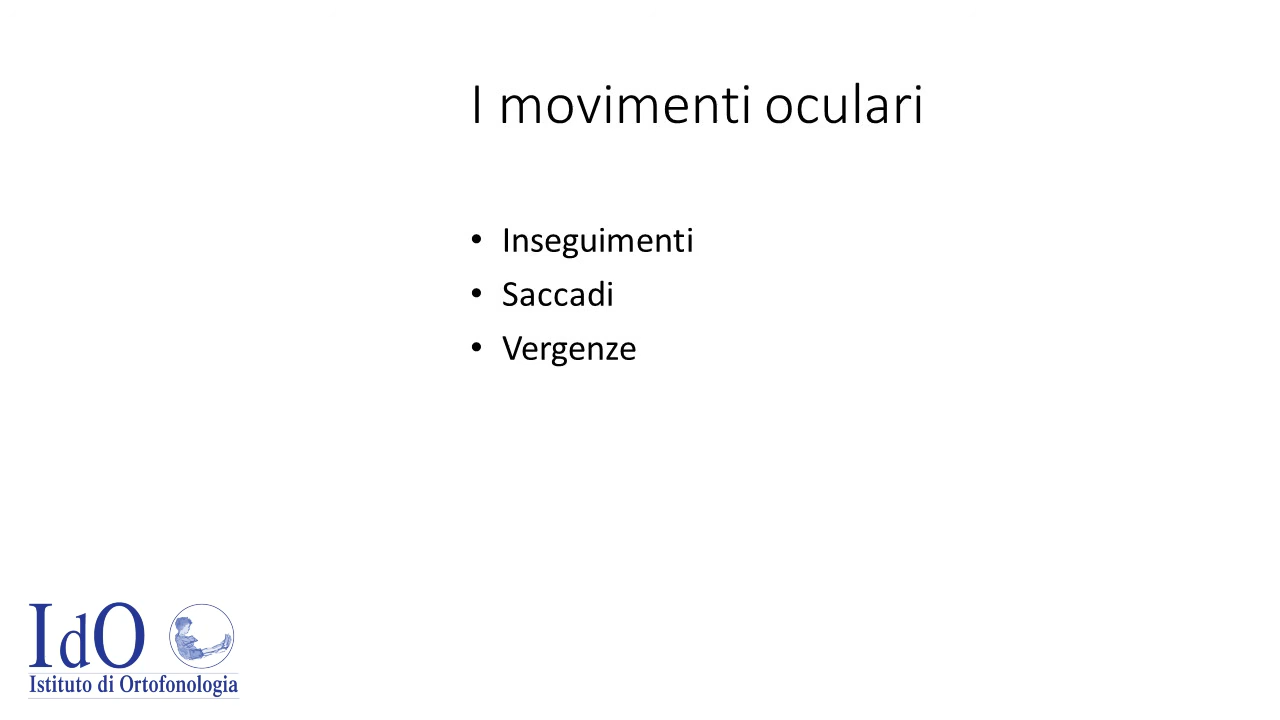 I movimenti oculari
• Inseguimenti
• Saccadi
• Vergenze
IdO
Istituto di Ortofonologia